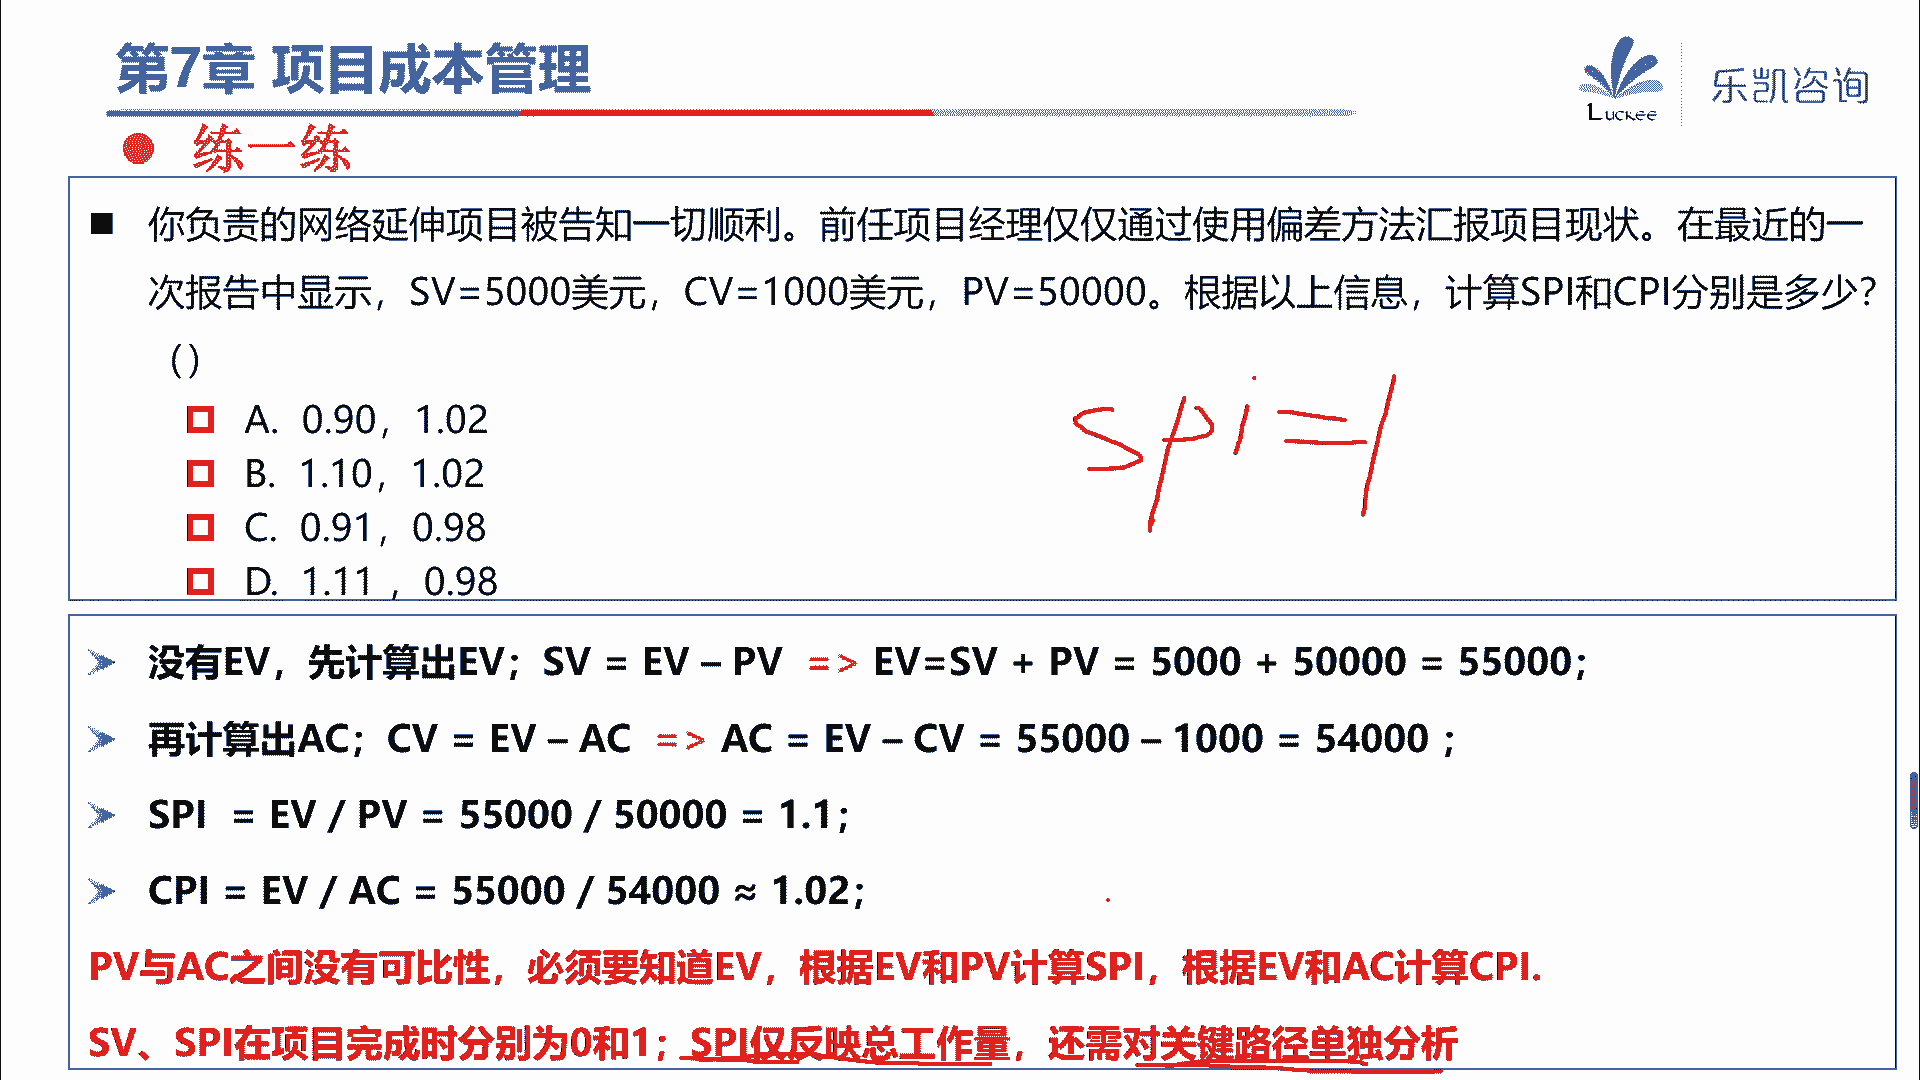 第7章 项目成本管理
Luckee 乐凯咨询
练一练
你负责的网络延伸项目被告知一切顺利。前任项目经理仅仅通过使用偏差方法汇报项目现状。在最近的一
次报告中显示，SV=5000美元，CV=1000美元，PV=50000。根据以上信息，计算SPI和CPI分别是多少？
（）
A. 0.90，1.02
B. 1.10，1.02
C. 0.91，0.98
D. 1.11 ，0.98
spi=1
没有EV，先计算出EV；SV = EV – PV => EV=SV + PV = 5000 + 50000 = 55000；
再计算出AC；CV = EV – AC => AC = EV – CV = 55000 – 1000 = 54000；
SPI = EV / PV = 55000 / 50000 = 1.1；
CPI = EV / AC = 55000 / 54000 ≈ 1.02；
PV与AC之间没有可比性，必须要知道EV，根据EV和PV计算SPI，根据EV和AC计算CPI.
SV、SPI在项目完成时分别为0和1；SPI仅反映总工作量，还需对关键路径单独分析